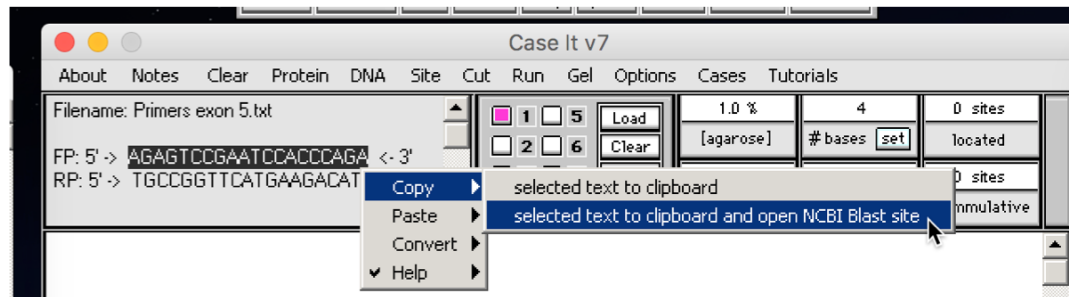 Case It v7
About Notes Clear Protein DNA Site Cut Run Gel Options Cases Tutorials
Filename: Primers exon 5.txt
FP: 5' -> AGAGTCCGAATCCACCCAGA <- 3'
RP: 5' -> TGCCGGTTCATGAAGACAT
1 5 Load
2 6 Clear
1.0 %
[agarose]
4
# bases set
0 sites
located
sites
Copy
Paste
Convert
Help
selected text to clipboard
selected text to clipboard and open NCBI Blast site